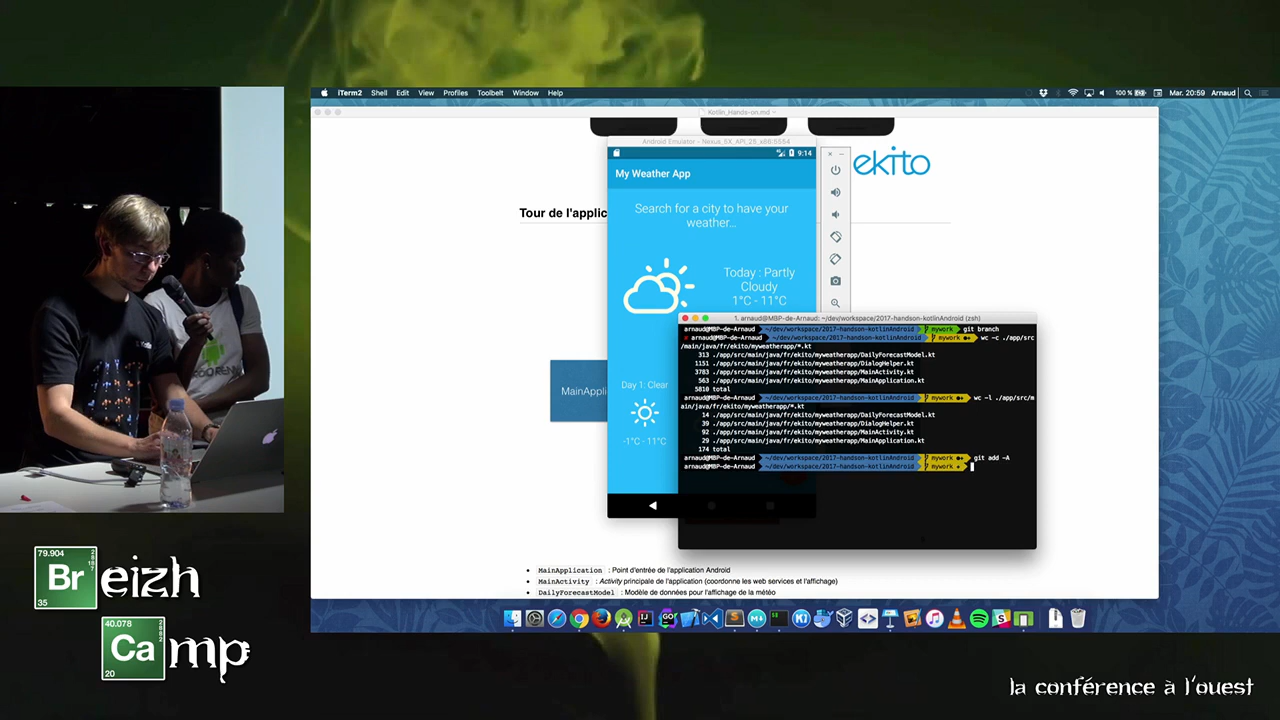 iTerm2 Shell Edit View Profiles Toolbelt Window Help
100 % Mar. 20:59 Arnaud
Kotlin_Hands-on.md
Android Emulator - Nexus_5X_API_25_x86:5554
9:14
ekito
My Weather App
Tour de l'applic
Search for a city to have your
weather...
Today : Partly
Cloudy
1°C - 11°C
MainAppli
Day 1: Clear
-1°C - 11°C
1. arnaud@MBP-de-Arnaud: ~/dev/workspace/2017-handson-kotlinAndroid (zsh)
arnaud@MBP-de-Arnaud ~/dev/workspace/2017-handson-kotlinAndroid mywork git branch
arnaud@MBP-de-Arnaud ~/dev/workspace/2017-handson-kotlinAndroid mywork ●+ wc -c ./app/src
/main/java/fr/ekito/myweatherapp/*.kt
313 ./app/src/main/java/fr/ekito/myweatherapp/DailyForecastModel.kt
1151 ./app/src/main/java/fr/ekito/myweatherapp/DialogHelper.kt
3783 ./app/src/main/java/fr/ekito/myweatherapp/MainActivity.kt
563 ./app/src/main/java/fr/ekito/myweatherapp/MainApplication.kt
5810 total
arnaud@MBP-de-Arnaud ~/dev/workspace/2017-handson-kotlinAndroid mywork ●+ wc -l ./app/src/m
ain/java/fr/ekito/myweatherapp/*.kt
14 ./app/src/main/java/fr/ekito/myweatherapp/DailyForecastModel.kt
39 ./app/src/main/java/fr/ekito/myweatherapp/DialogHelper.kt
92 ./app/src/main/java/fr/ekito/myweatherapp/MainActivity.kt
29 ./app/src/main/java/fr/ekito/myweatherapp/MainApplication.kt
174 total
arnaud@MBP-de-Arnaud ~/dev/workspace/2017-handson-kotlinAndroid mywork ●+ git add -A
arnaud@MBP-de-Arnaud ~/dev/workspace/2017-handson-kotlinAndroid mywork +
MainApplication : Point d'entrée de l'application Android
MainActivity : Activity principale de l'application (coordonne les web services et l'affichage)
DailyForecastModel : Modèle de données pour l'affichage de la météo
79.904
35
Breizh
40.078
20
Camp
la conférence à l'ouest